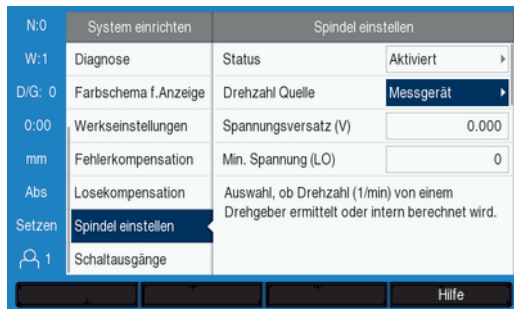 N:0
W:1
D/G: 0
0:00
mm
Abs
Setzen
1
System einrichten
Diagnose
Farbschema f.Anzeige
Werkseinstellungen
Fehlerkompensation
Losekompensation
Spindel einstellen
Schaltausgänge
Spindel einstellen
Status Aktiviert
Drehzahl Quelle Messgerät
Spannungsversatz (V) 0.000
Min. Spannung (LO) 0
Auswahl, ob Drehzahl (1/min) von einem
Drehgeber ermittelt oder intern berechnet wird.
Hilfe